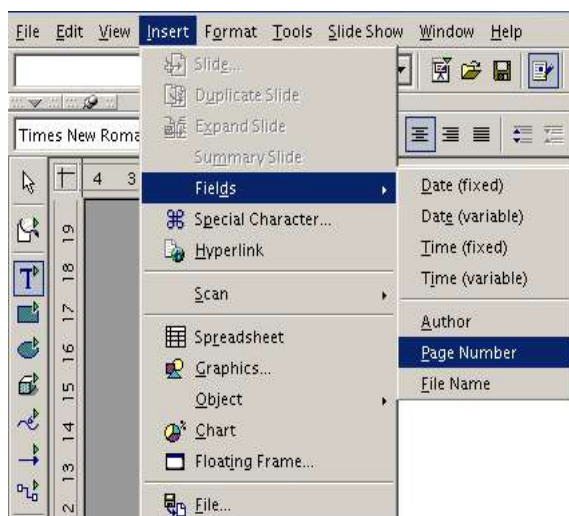 File Edit View Insert Format Tools Slide Show Window Help
Slide...
Duplicate Slide
Expand Slide
Summary Slide
Times New Roma
4 3
Fields
Special Character...
Hyperlink
Scan
Spreadsheet
Graphics...
Object
Chart
Floating Frame...
File...
Date (fixed)
Date (variable)
Time (fixed)
Time (variable)
Author
Page Number
File Name
19
18
17
16
15
14
13
T